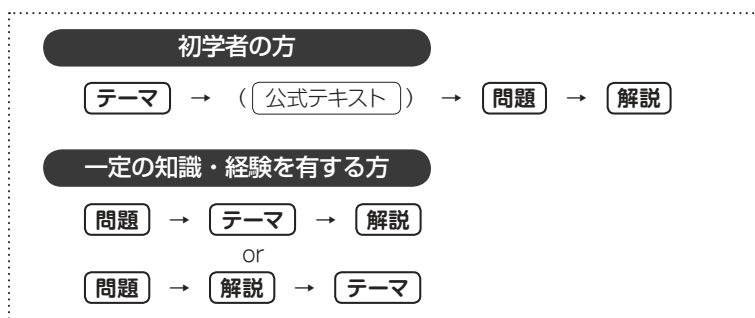 初学者の方
テーマ → (公式テキスト) → 問題 → 解説
一定の知識・経験を有する方
問題 → テーマ → 解説
or
問題 → 解説 → テーマ